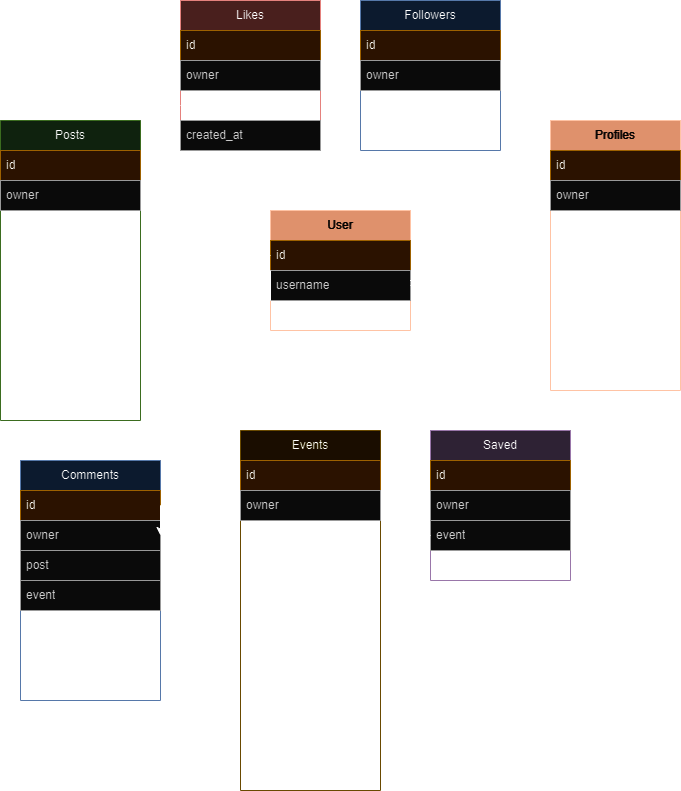 Likes
id
owner
created_at
Followers
id
owner
Posts
id
owner
Profiles
id
owner
User
id
username
Comments
id
owner
post
event
Events
id
owner
Saved
id
owner
event